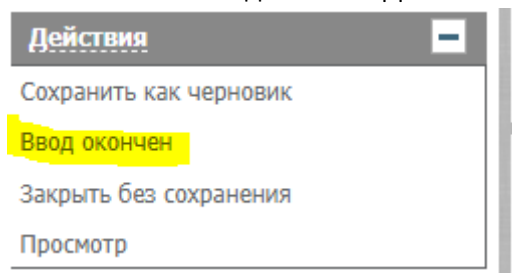 Действия
Сохранить как черновик
Ввод окончен
Закрыть без сохранения
Просмотр